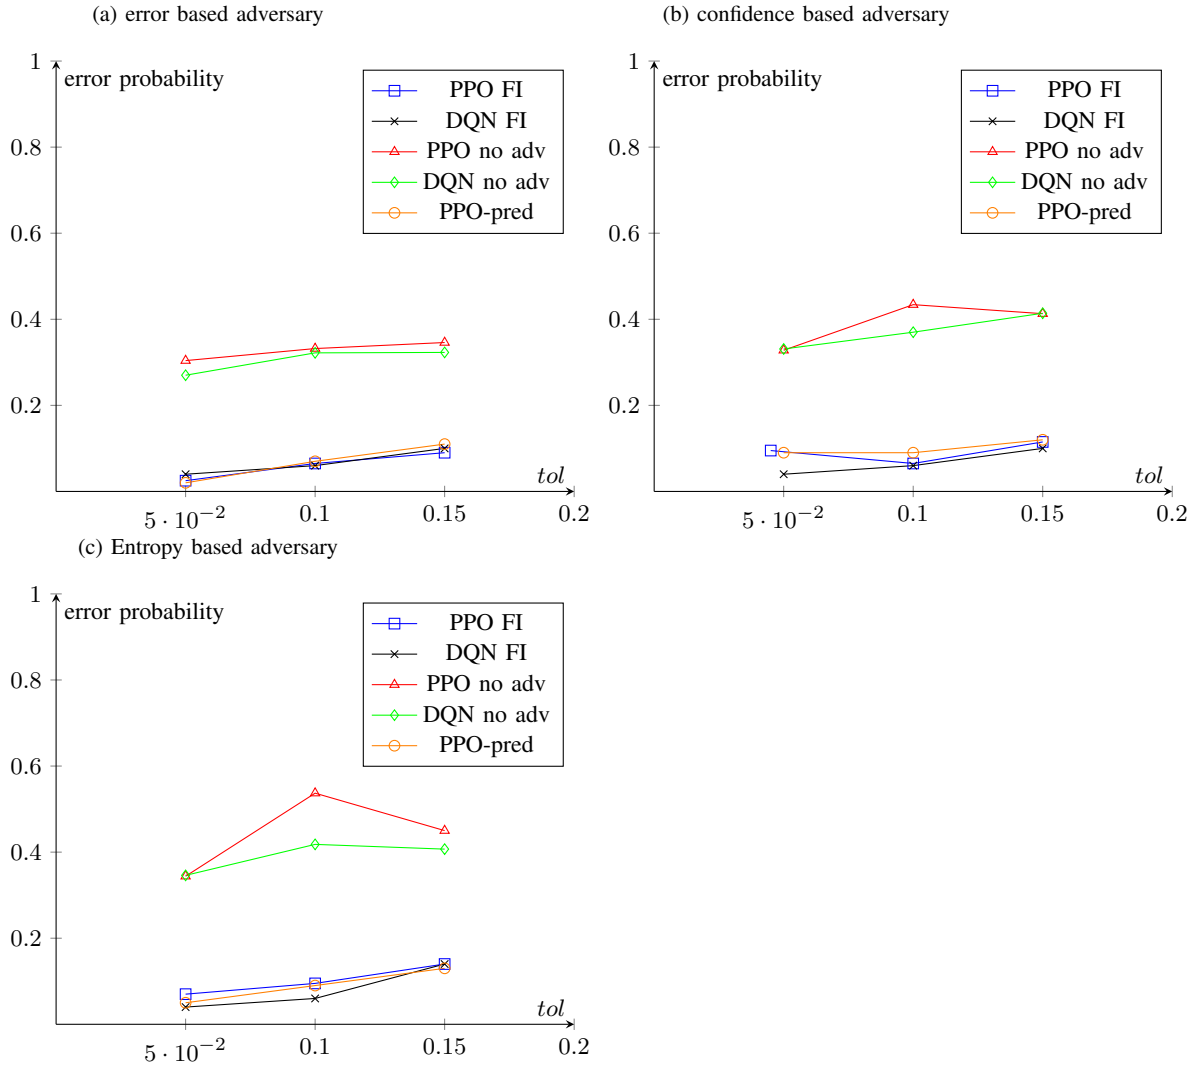 (a) error based adversary
1
error probability
PPO FI
DQN FI
PPO no adv
DQN no adv
PPO-pred
0.8
0.6
0.4
0.2
tol
5 · 10⁻²
0.1
0.15
0.2
(b) confidence based adversary
1
error probability
PPO FI
DQN FI
PPO no adv
DQN no adv
PPO-pred
0.8
0.6
0.4
0.2
tol
5 · 10⁻²
0.1
0.15
0.2
(c) Entropy based adversary
1
error probability
PPO FI
DQN FI
PPO no adv
DQN no adv
PPO-pred
0.8
0.6
0.4
0.2
tol
5 · 10⁻²
0.1
0.15
0.2